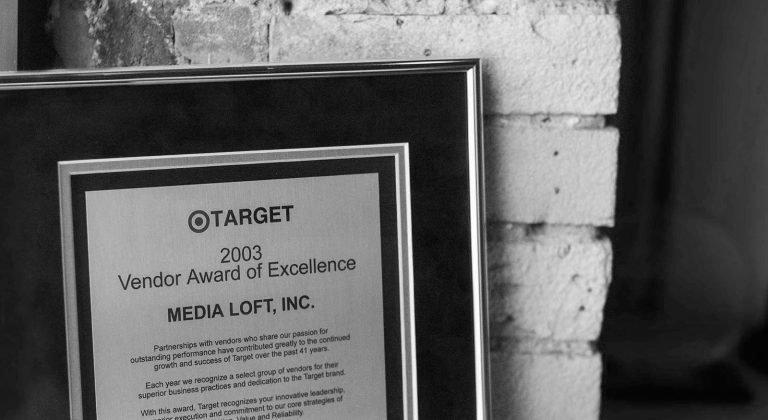 TARGET
2003
Vendor Award of Excellence
MEDIA LOFT, INC.
Partnerships with vendors who share our passion for
outstanding performance have contributed greatly to the continued
growth and success of Target over the past 41 years.
Each year we recognize a select group of vendors for their
superior business practices and dedication to the Target brand.
With this award, Target recognizes your innovative leadership,
execution and commitment to our core strategies of
Value and Reliability.